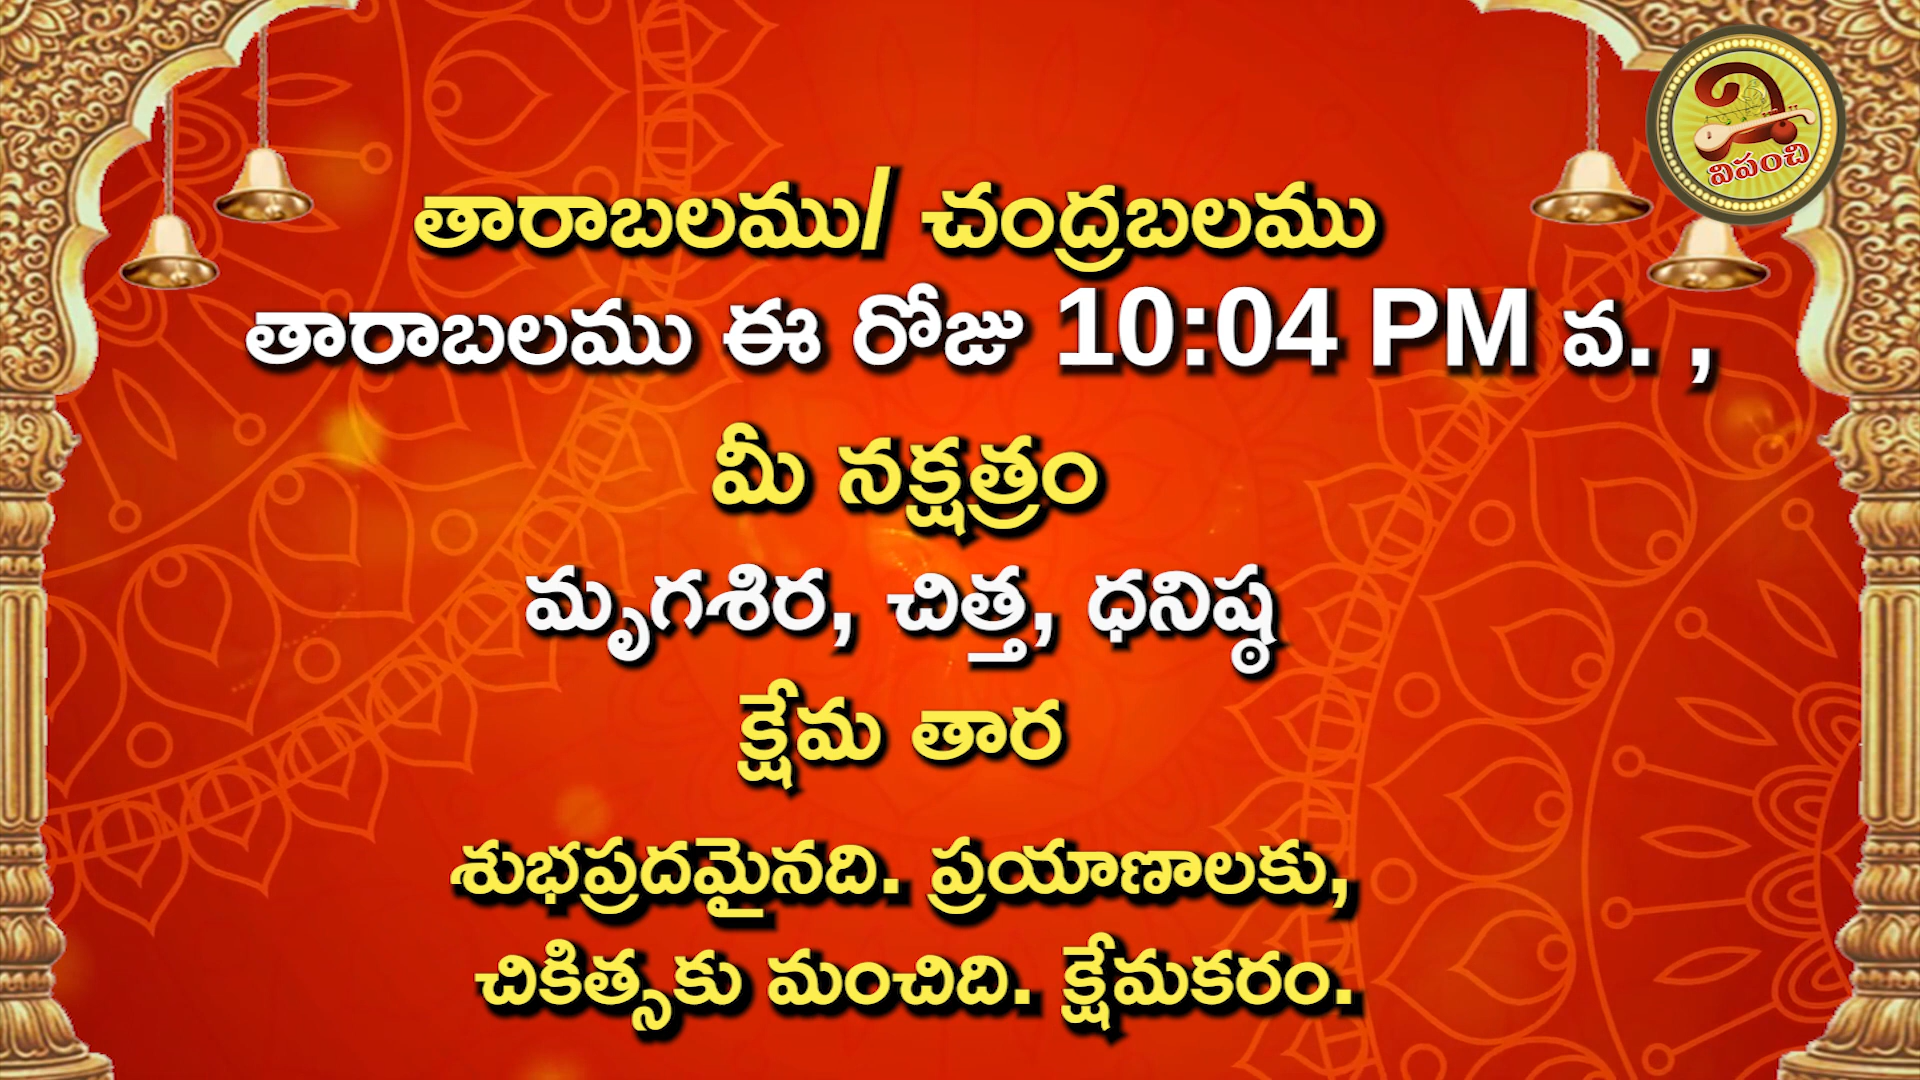 విపంచి
తారాబలము/ చంద్రబలము
తారాబలము ఈ రోజు 10:04 PM వ. ,
మీ నక్షత్రం
మృగశిర, చిత్త, ధనిష్ఠ
క్షేమ తార
శుభప్రదమైనది. ప్రయాణాలకు,
చికిత్సకు మంచిది. క్షేమకరం.